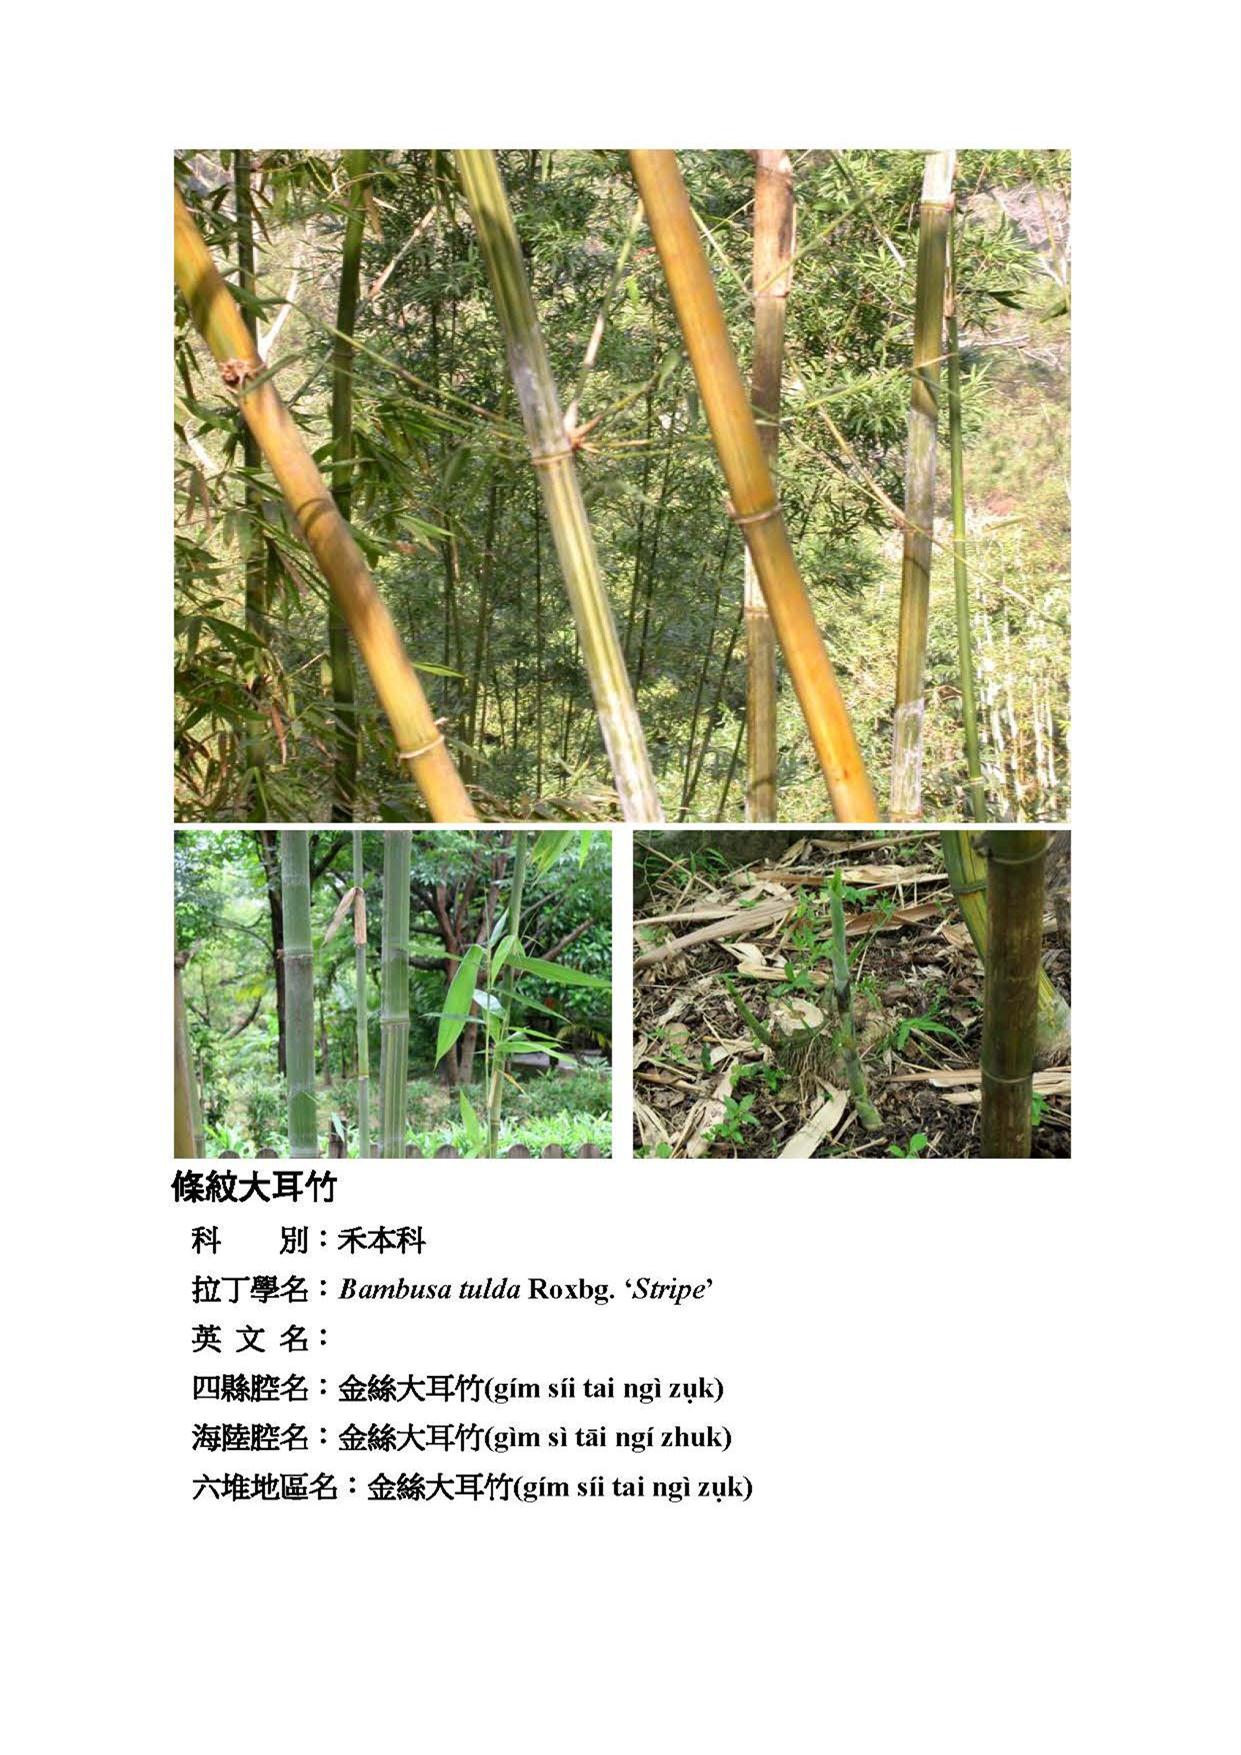 條紋大耳竹
科　　別：禾本科
拉丁學名：Bambusa tulda Roxbg. ‘Stripe’
英 文 名：
四縣腔名：金絲大耳竹(gím síi tai ngì zụk)
海陸腔名：金絲大耳竹(gìm sì tāi ngí zhuk)
六堆地區名：金絲大耳竹(gím síi tai ngì zụk)